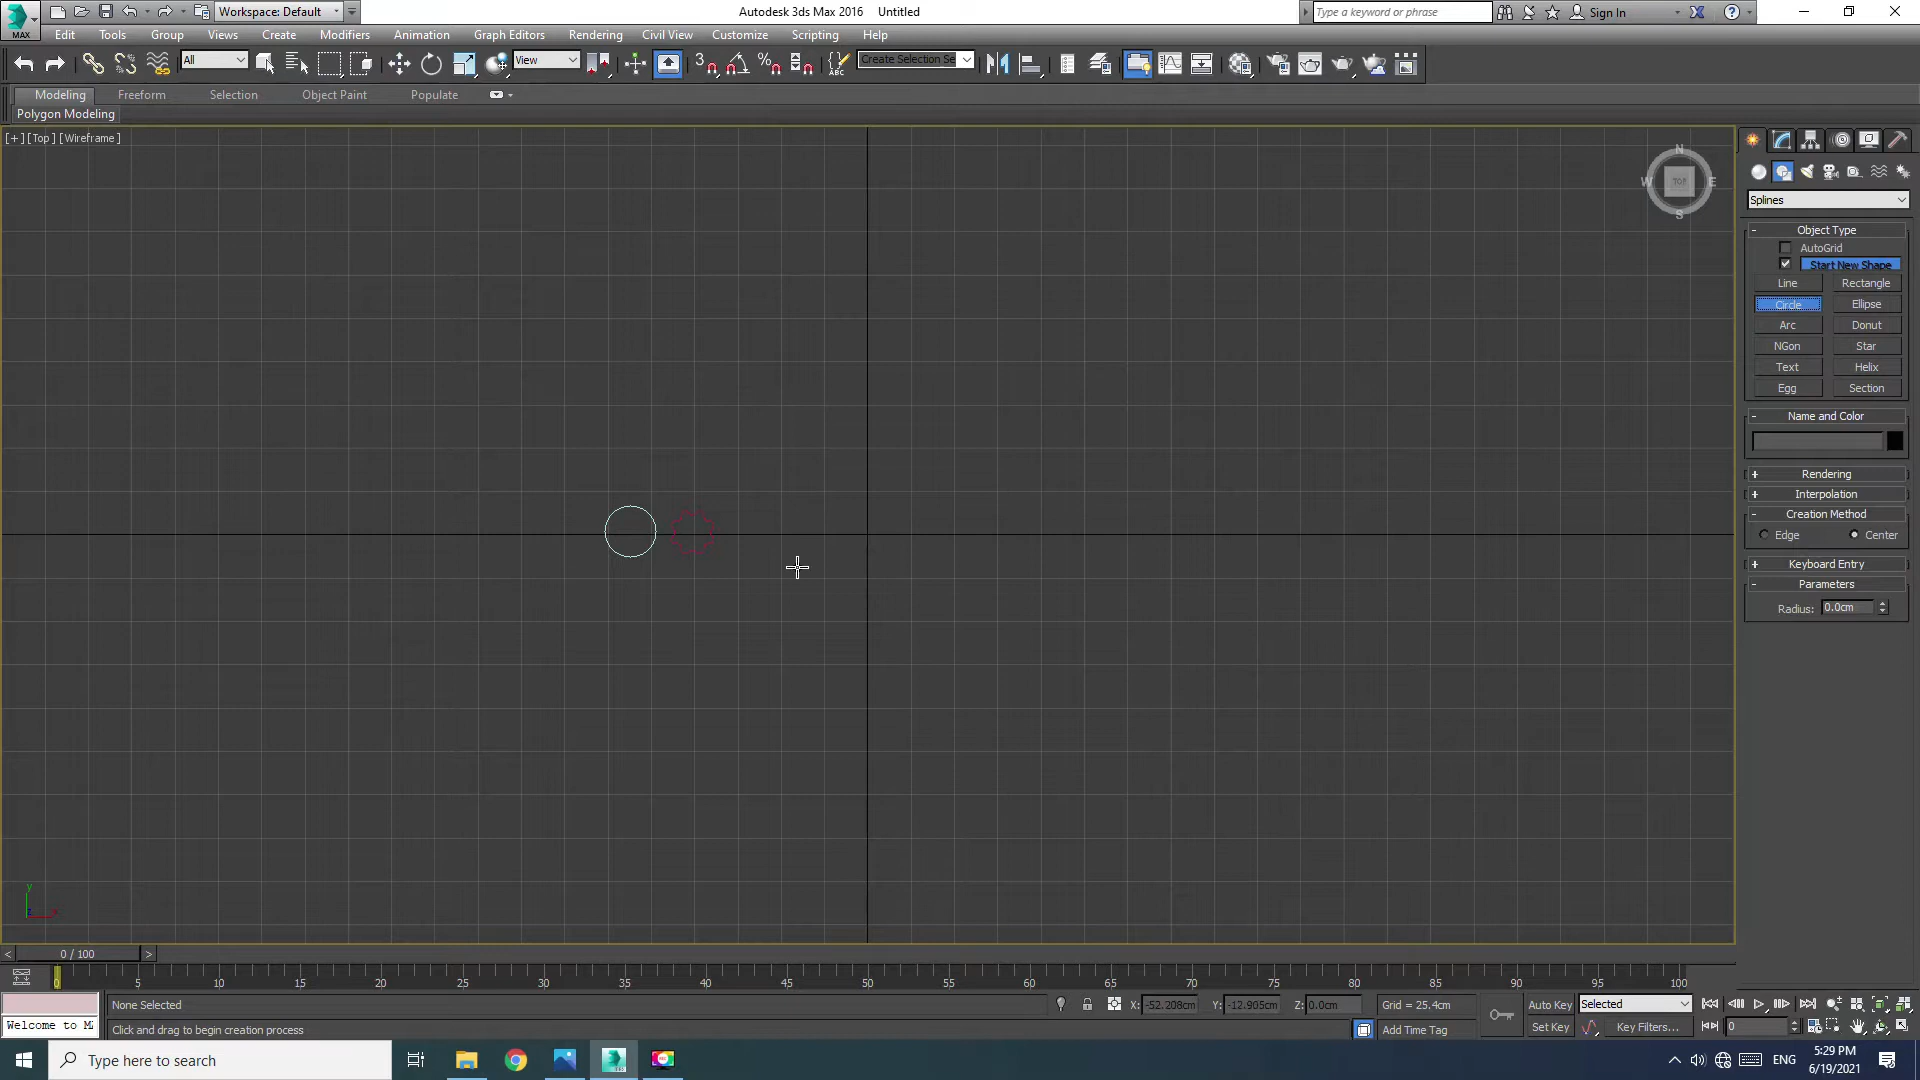 Workspace: Default
Autodesk 3ds Max 2016 Untitled
Type a keyword or phrase
Sign In
MAX
Edit Tools Group Views Create Modifiers Animation Graph Editors Rendering Civil View Customize Scripting Help
All
View
3
%
ABC
Create Selection Se
Modeling Freeform Selection Object Paint Populate
Polygon Modeling
[+] [Top] [Wireframe]
N
W TOP E
S
Splines
Object Type
AutoGrid
Start New Shape
Line Rectangle
Circle Ellipse
Arc Donut
NGon Star
Text Helix
Egg Section
Name and Color
+ Rendering
+ Interpolation
- Creation Method
Edge Center
+ Keyboard Entry
- Parameters
Radius: 0.0cm
y
z x
< 0 / 100 >
0 5 10 15 20 25 30 35 40 45 50 55 60 65 70 75 80 85 90 95 100
None Selected
X: -52.208cm Y: -12.905cm Z: 0.0cm Grid = 25.4cm
Auto Key Selected
Welcome to M
Click and drag to begin creation process
Add Time Tag
Set Key Key Filters... 0
Type here to search
ENG
5:29 PM
6/19/2021